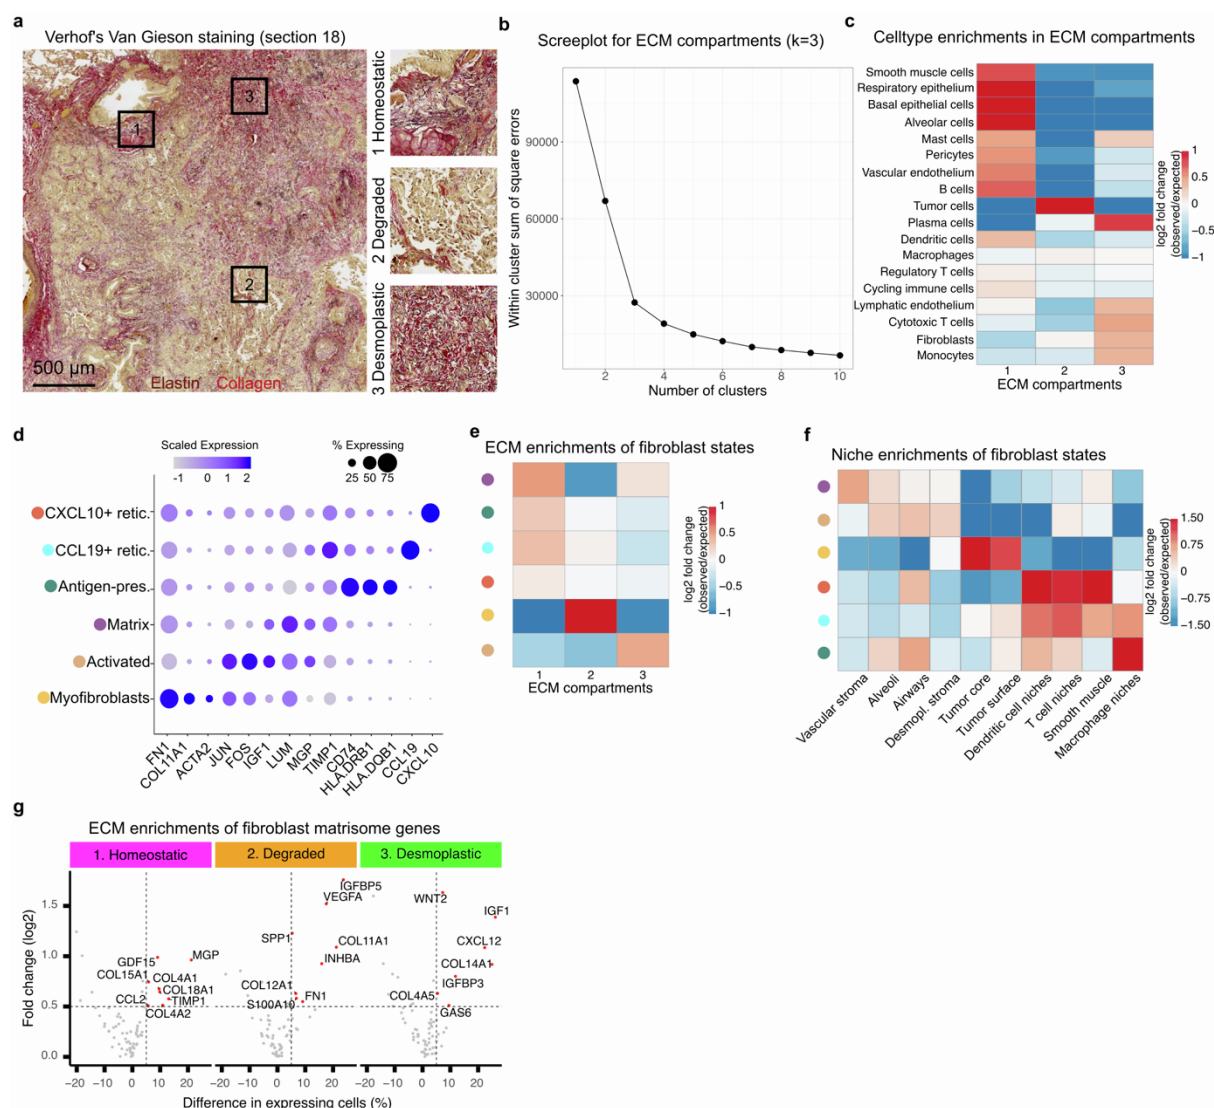 a
Verhof's Van Gieson staining (section 18)
1
3
2
500 µm
Elastin Collagen
1 Homeostatic
2 Degraded
3 Desmoplastic
b
Screeplot for ECM compartments (k=3)
Within cluster sum of square errors
90000
60000
30000
2 4 6 8 10
Number of clusters
c
Celltype enrichments in ECM compartments
Smooth muscle cells
Respiratory epithelium
Basal epithelial cells
Alveolar cells
Mast cells
Pericytes
Vascular endothelium
B cells
Tumor cells
Plasma cells
Dendritic cells
Macrophages
Regulatory T cells
Cycling immune cells
Lymphatic endothelium
Cytotoxic T cells
Fibroblasts
Monocytes
1 2 3
ECM compartments
1
0.5
0
−0.5
−1
log2 fold change
(observed/expected)
d
Scaled Expression
-1 0 1 2
% Expressing
25 50 75
CXCL10+ retic.
CCL19+ retic.
Antigen-pres.
Matrix
Activated
Myofibroblasts
FN1
COL11A1
ACTA2
JUN
FOS
IGF1
LUM
MGP
TIMP1
CD74
HLA.DRB1
HLA.DQB1
CCL19
CXCL10
e
ECM enrichments of fibroblast states
1 2 3
ECM compartments
1
0.5
0
−0.5
−1
log2 fold change
(observed/expected)
f
Niche enrichments of fibroblast states
Vascular stroma
Alveoli
Airways
Desmopl. stroma
Tumor core
Tumor surface
Dendritic cell niches
T cell niches
Smooth muscle
Macrophage niches
1.50
0.75
0
−0.75
−1.50
log2 fold change
(observed/expected)
g
ECM enrichments of fibroblast matrisome genes
1. Homeostatic
2. Degraded
3. Desmoplastic
Fold change (log2)
1.5
1.0
0.5
0.0
GDF15
MGP
COL15A1
COL4A1
COL18A1
CCL2
TIMP1
COL4A2
IGFBP5
VEGFA
SPP1
COL11A1
INHBA
COL12A1
S100A10
FN1
WNT2
IGF1
CXCL12
COL14A1
IGFBP3
COL4A5
GAS6
−20 −10 0 10 20
−20 −10 0 10 20
−20 −10 0 10 20
Difference in expressing cells (%)